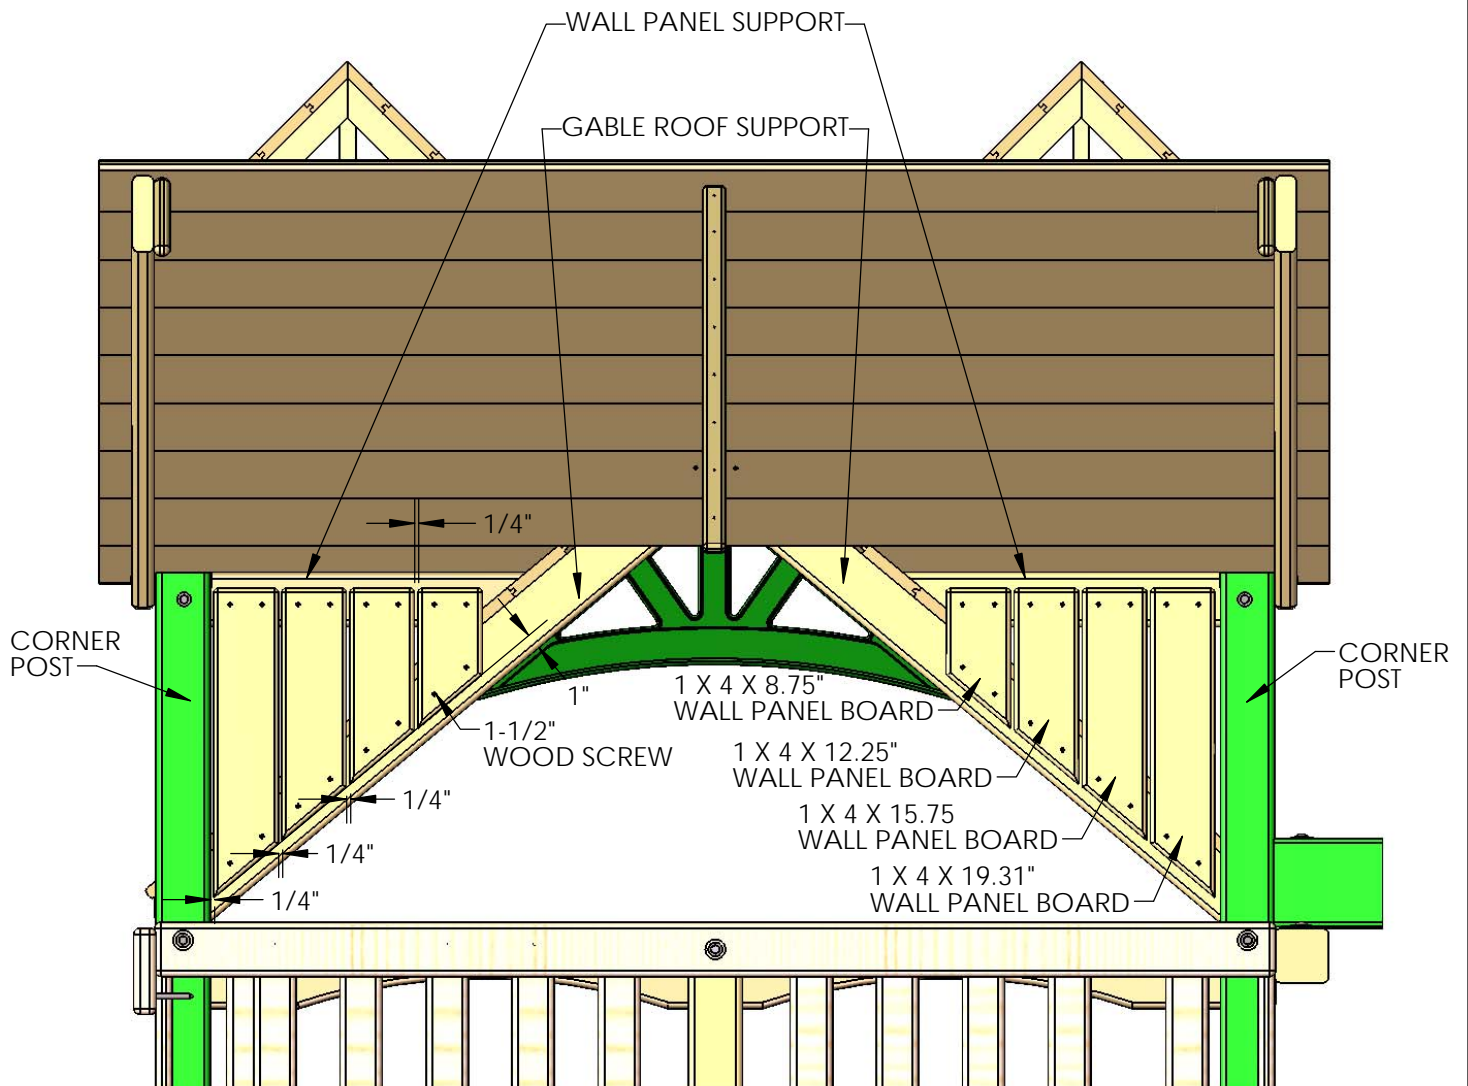 WALL PANEL SUPPORT
GABLE ROOF SUPPORT
1/4"
CORNER
POST
CORNER
POST
1"
1 X 4 X 8.75"
WALL PANEL BOARD
1-1/2"
WOOD SCREW
1 X 4 X 12.25"
WALL PANEL BOARD
1/4"
1 X 4 X 15.75
WALL PANEL BOARD
1/4"
1 X 4 X 19.31"
WALL PANEL BOARD
1/4"